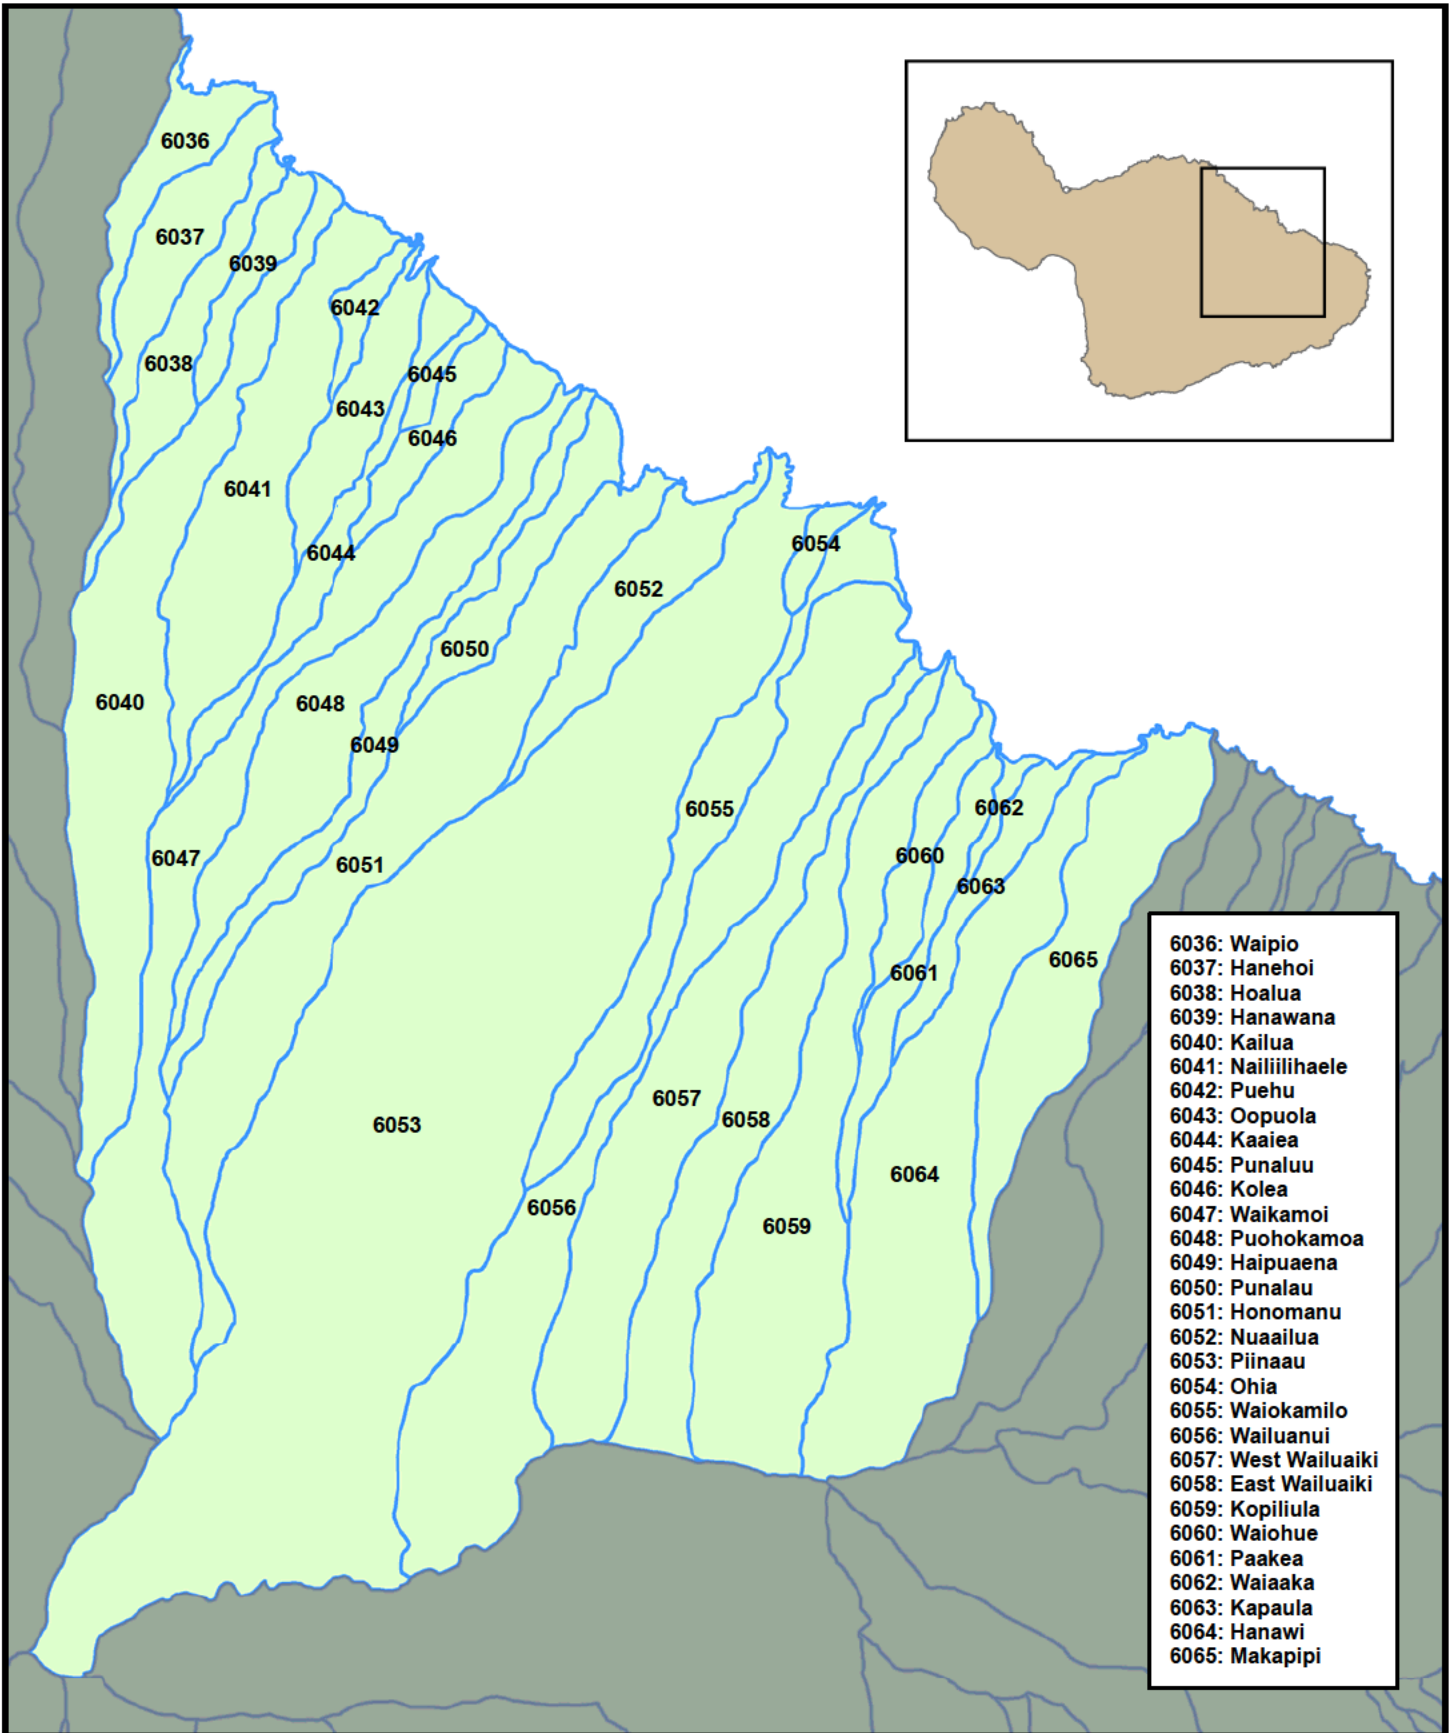 6036
6037
6039
6042
6038
6045
6043
6046
6041
6044
6054
6052
6050
6040
6048
6049
6055
6062
6047
6051
6060
6063
6065
6061
6057
6058
6053
6064
6056
6059
6036: Waipio
6037: Hanehoi
6038: Hoalua
6039: Hanawana
6040: Kailua
6041: Nailiilihaele
6042: Puehu
6043: Oopuola
6044: Kaaiea
6045: Punaluu
6046: Kolea
6047: Waikamoi
6048: Puohokamoa
6049: Haipuaena
6050: Punalau
6051: Honomanu
6052: Nuaailua
6053: Piinaau
6054: Ohia
6055: Waiokamilo
6056: Wailuanui
6057: West Wailuaiki
6058: East Wailuaiki
6059: Kopiliula
6060: Waiohue
6061: Paakea
6062: Waiaaka
6063: Kapaula
6064: Hanawi
6065: Makapipi